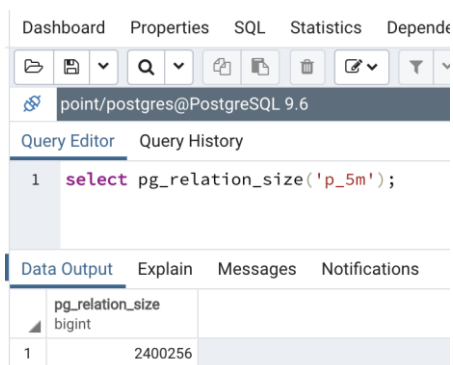 Dashboard Properties SQL Statistics Depende
point/postgres@PostgreSQL 9.6
Query Editor Query History
1 select pg_relation_size('p_5m');
Data Output Explain Messages Notifications
pg_relation_size
bigint
1 2400256